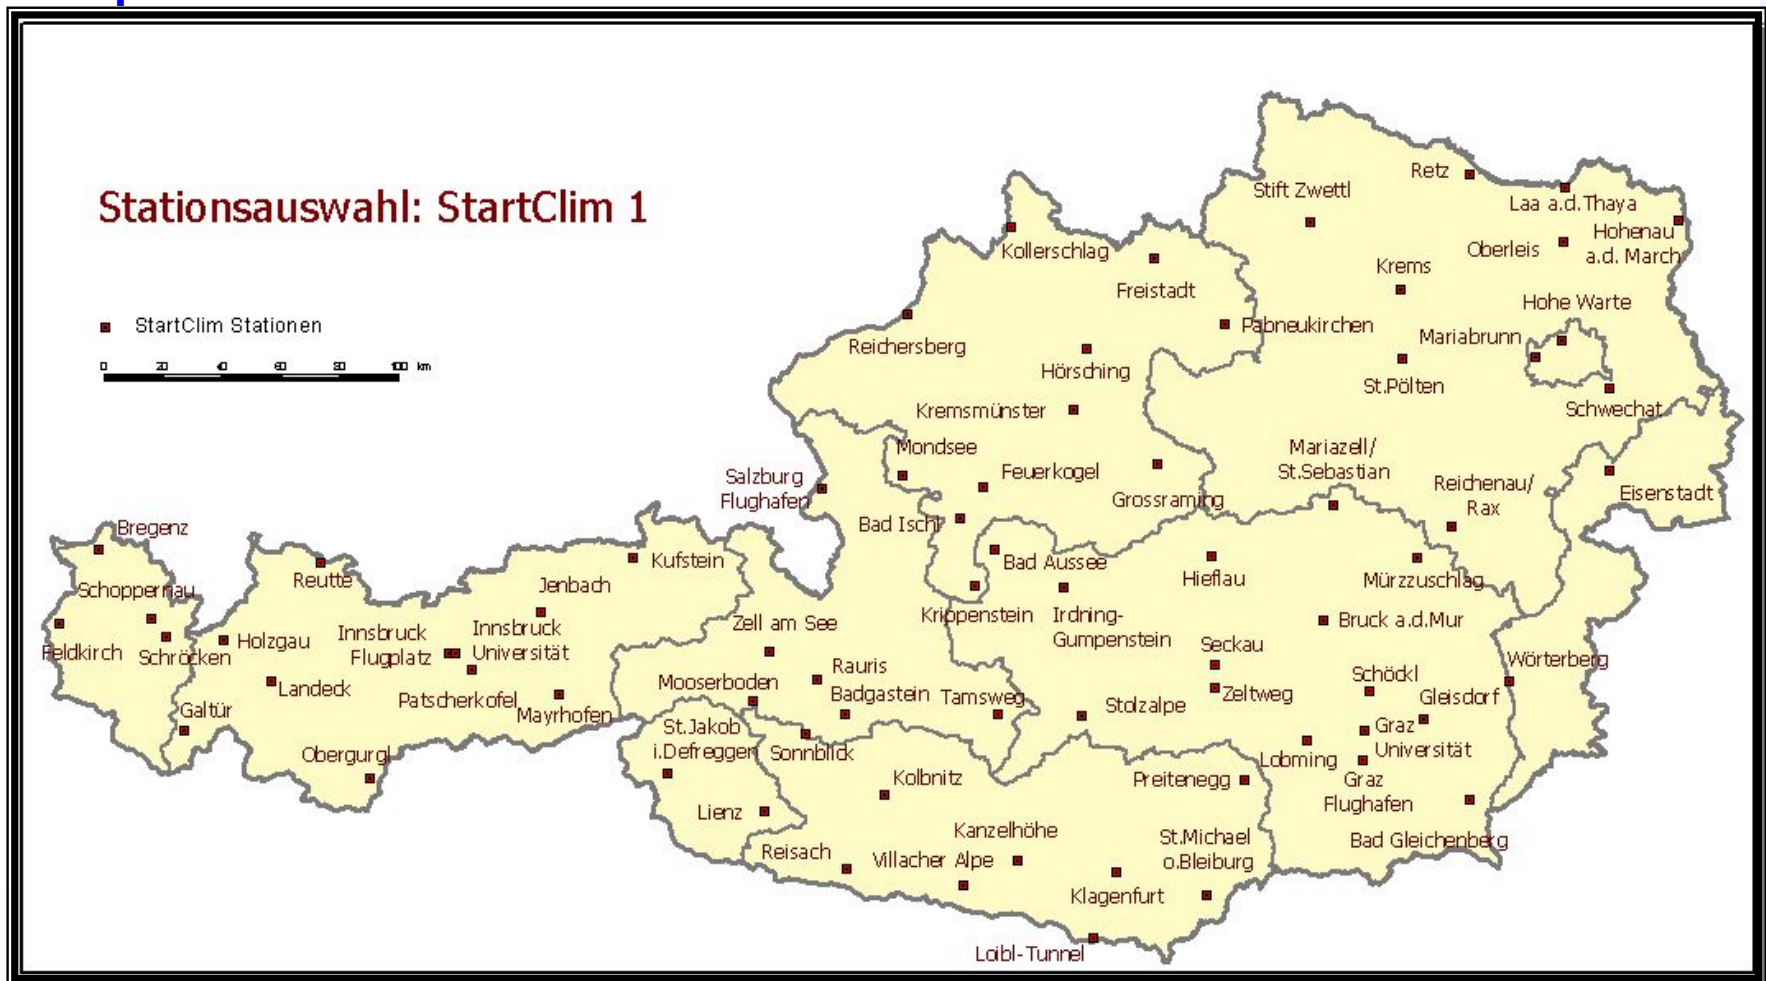 Stationsauswahl: StartClim 1
StartClim Stationen
0 20 40 60 80 100 km
Retz
Stift Zwettl
Laa a.d.Thaya
Hohenau
a.d. March
Oberleis
Kollerschlag
Krems
Freistadt
Hohe Warte
Pabneukirchen
Mariabrunn
Reichersberg
Hörsching
St.Pölten
Schwechat
Kremsmünster
Mondsee
Mariazell/
St.Sebastian
Feuerkogel
Salzburg
Flughafen
Grossraming
Reichenau/
Rax
Eisenstadt
Bad Ischl
Bregenz
Kufstein
Bad Aussee
Hieflau
Mürzzuschlag
Reutte
Jenbach
Schoppernau
Krippenstein
Irdning-
Gumpenstein
Bruck a.d.Mur
Zell am See
Innsbruck
Flugplatz
Innsbruck
Universität
Holzgau
Feldkirch
Schröcken
Seckau
Wörterberg
Rauris
Schöckl
Landeck
Mooserboden
Badgastein
Tamsweg
Zeltweg
Gleisdorf
Patscherkofel
Mayrhofen
Stolzalpe
Galtür
St.Jakob
i.Defreggen
Graz
Universität
Obergurgl
Sonnblick
Lobming
Kolbnitz
Preitenegg
Graz
Flughafen
Lienz
Kanzelhöhe
St.Michael
o.Bleiburg
Bad Gleichenberg
Reisach
Villacher Alpe
Klagenfurt
Loibl-Tunnel